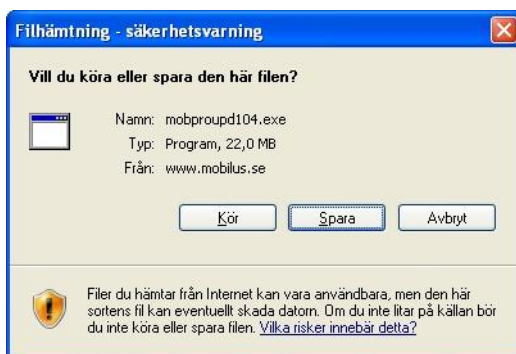 Filhämtning - säkerhetsvarning
Vill du köra eller spara den här filen?
Namn: mobproupd104.exe
Typ: Program, 22,0 MB
Från: www.mobilus.se
Kör Spara Avbryt
Filer du hämtar från Internet kan vara användbara, men den här
sortens fil kan eventuellt skada datorn. Om du inte litar på källan bör
du inte köra eller spara filen. Vilka risker innebär detta?